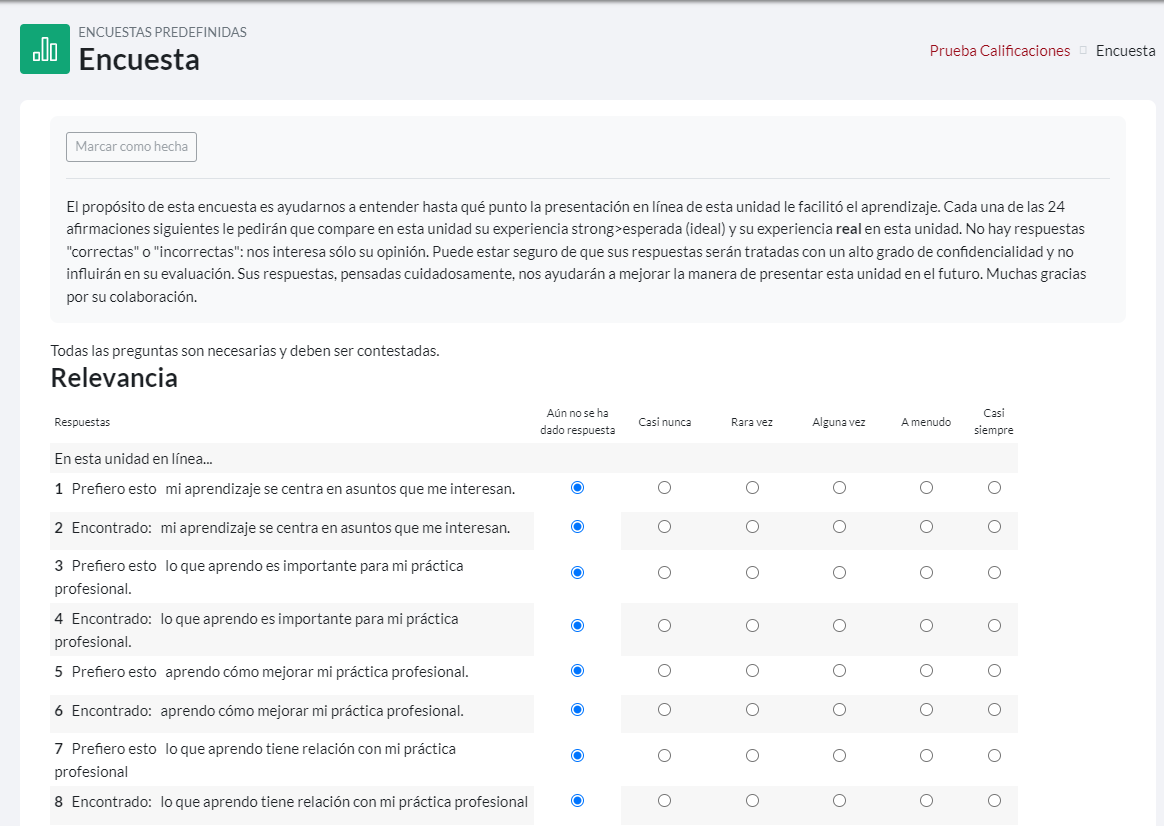 ENCUESTAS PREDEFINIDAS
Encuesta
Prueba Calificaciones Encuesta
Marcar como hecha
El propósito de esta encuesta es ayudarnos a entender hasta qué punto la presentación en línea de esta unidad le facilitó el aprendizaje. Cada una de las 24
afirmaciones siguientes le pedirán que compare en esta unidad su experiencia strong>esperada (ideal) y su experiencia real en esta unidad. No hay respuestas
"correctas" o "incorrectas": nos interesa sólo su opinión. Puede estar seguro de que sus respuestas serán tratadas con un alto grado de confidencialidad y no
influirán en su evaluación. Sus respuestas, pensadas cuidadosamente, nos ayudarán a mejorar la manera de presentar esta unidad en el futuro. Muchas gracias
por su colaboración.
Todas las preguntas son necesarias y deben ser contestadas.
Relevancia
Respuestas
Aún no se ha
dado respuesta
Casi nunca
Rara vez
Alguna vez
A menudo
Casi
siempre
En esta unidad en línea...
1 Prefiero esto mi aprendizaje se centra en asuntos que me interesan.
2 Encontrado: mi aprendizaje se centra en asuntos que me interesan.
3 Prefiero esto lo que aprendo es importante para mi práctica
profesional.
4 Encontrado: lo que aprendo es importante para mi práctica
profesional.
5 Prefiero esto aprendo cómo mejorar mi práctica profesional.
6 Encontrado: aprendo cómo mejorar mi práctica profesional.
7 Prefiero esto lo que aprendo tiene relación con mi práctica
profesional
8 Encontrado: lo que aprendo tiene relación con mi práctica profesional